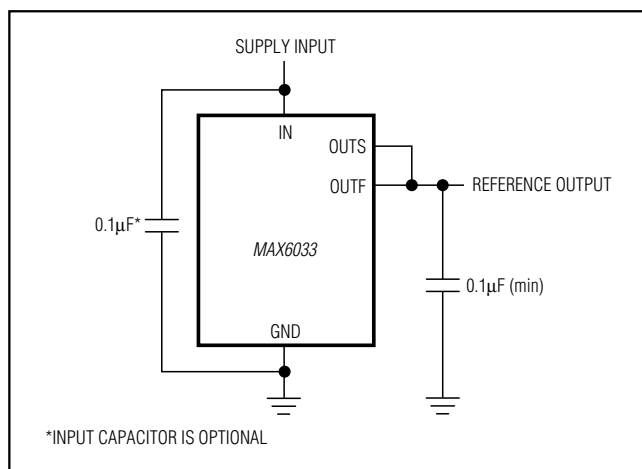 SUPPLY INPUT
IN
OUTS
OUTF
REFERENCE OUTPUT
0.1μF*
MAX6033
0.1μF (min)
GND
*INPUT CAPACITOR IS OPTIONAL